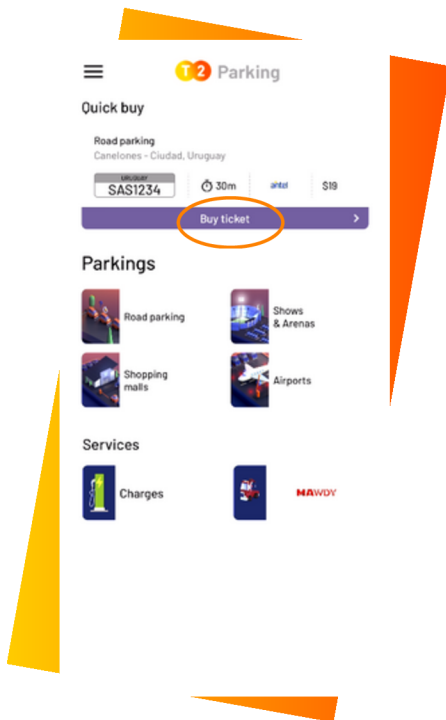 T2 Parking
Quick buy
Road parking
Canelones - Ciudad, Uruguay
URUGUAY
SAS1234
30m
antel
$19
Buy ticket
Parkings
Road parking
Shows
& Arenas
Shopping
malls
Airports
Services
Charges
MAWDY